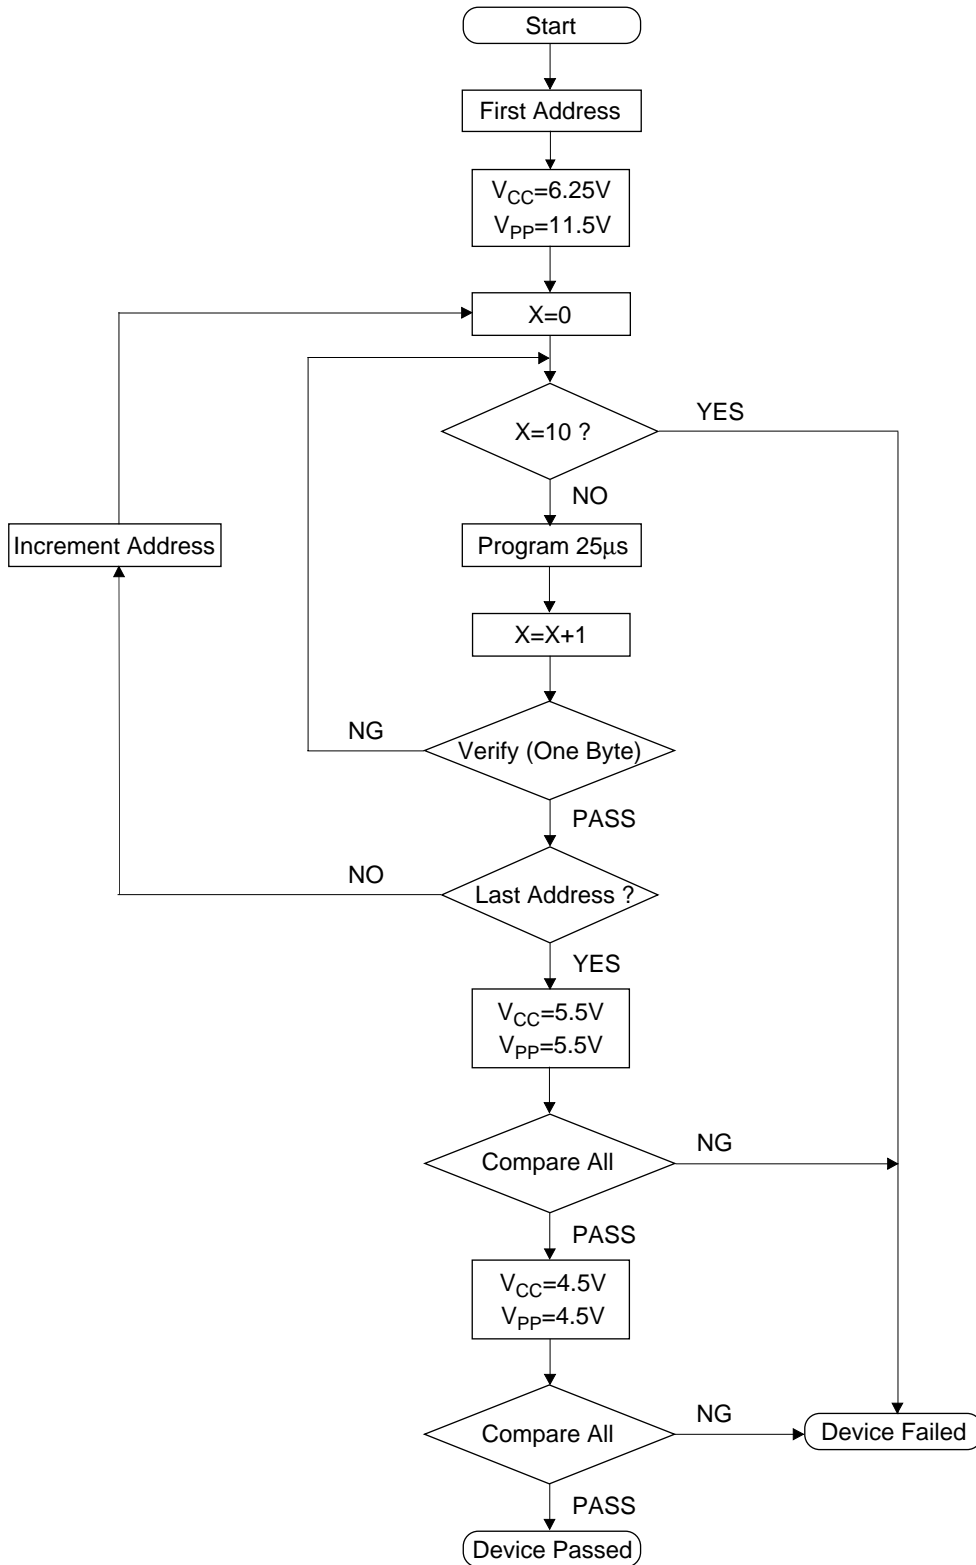 Start
First Address
VCC=6.25V
VPP=11.5V
X=0
X=10 ?
YES
NO
Increment Address
Program 25μs
X=X+1
NG
Verify (One Byte)
PASS
NO
Last Address ?
YES
VCC=5.5V
VPP=5.5V
Compare All
NG
PASS
VCC=4.5V
VPP=4.5V
Compare All
NG
Device Failed
PASS
Device Passed